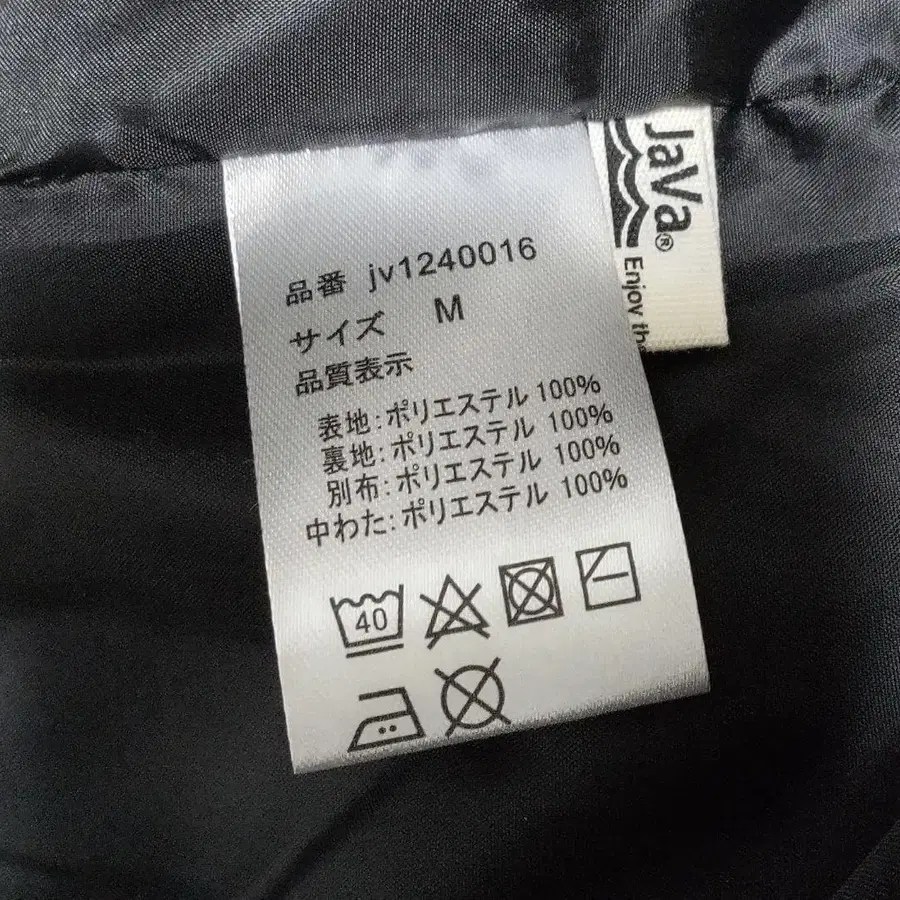 品番 jv1240016
サイズ M
品質表示
表地:ポリエステル 100%
裏地:ポリエステル 100%
別布:ポリエステル 100%
中わた:ポリエステル 100%
40
JaVa®
Enjoy the